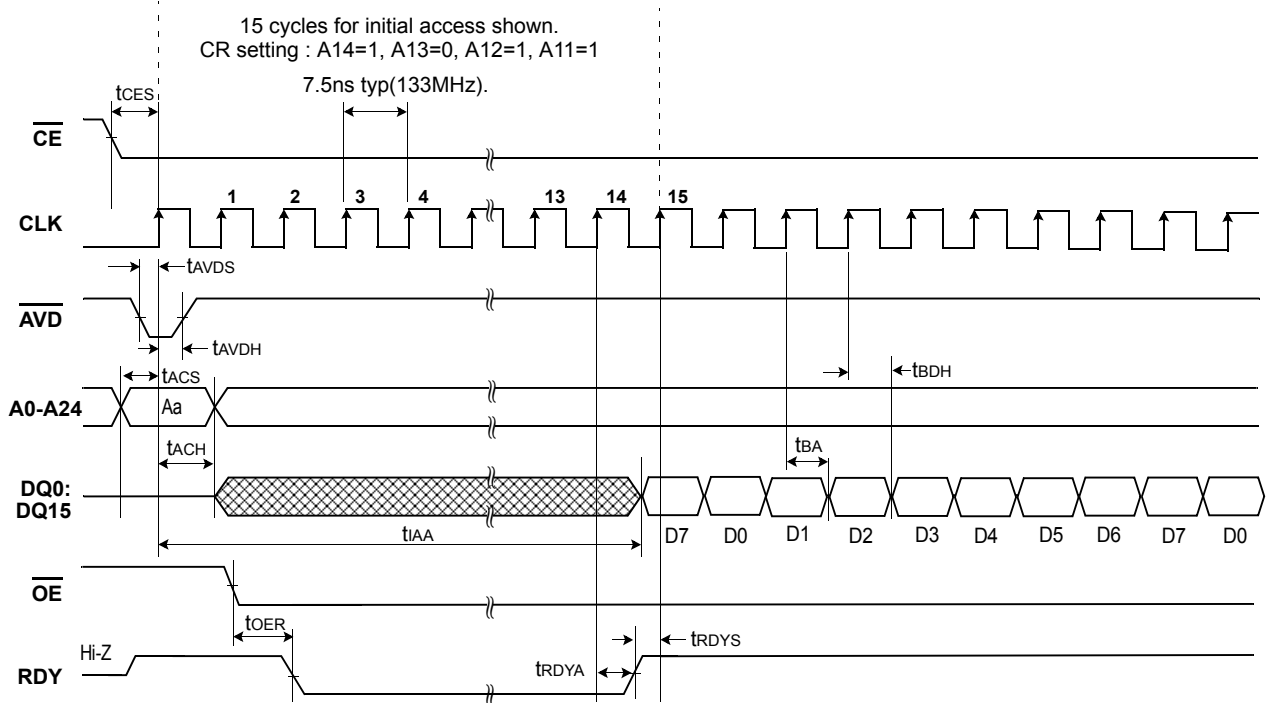 15 cycles for initial access shown.
CR setting : A14=1, A13=0, A12=1, A11=1
7.5ns typ(133MHz).
tCES
CE
CLK
1 2 3 4 13 14 15
tAVDS
AVD
tAVDH
tACS
tBDH
A0-A24
Aa
tACH
tBA
DQ0:
DQ15
tIAA
D7 D0 D1 D2 D3 D4 D5 D6 D7 D0
OE
tOER
tRDYS
Hi-Z
RDY
tRDYA